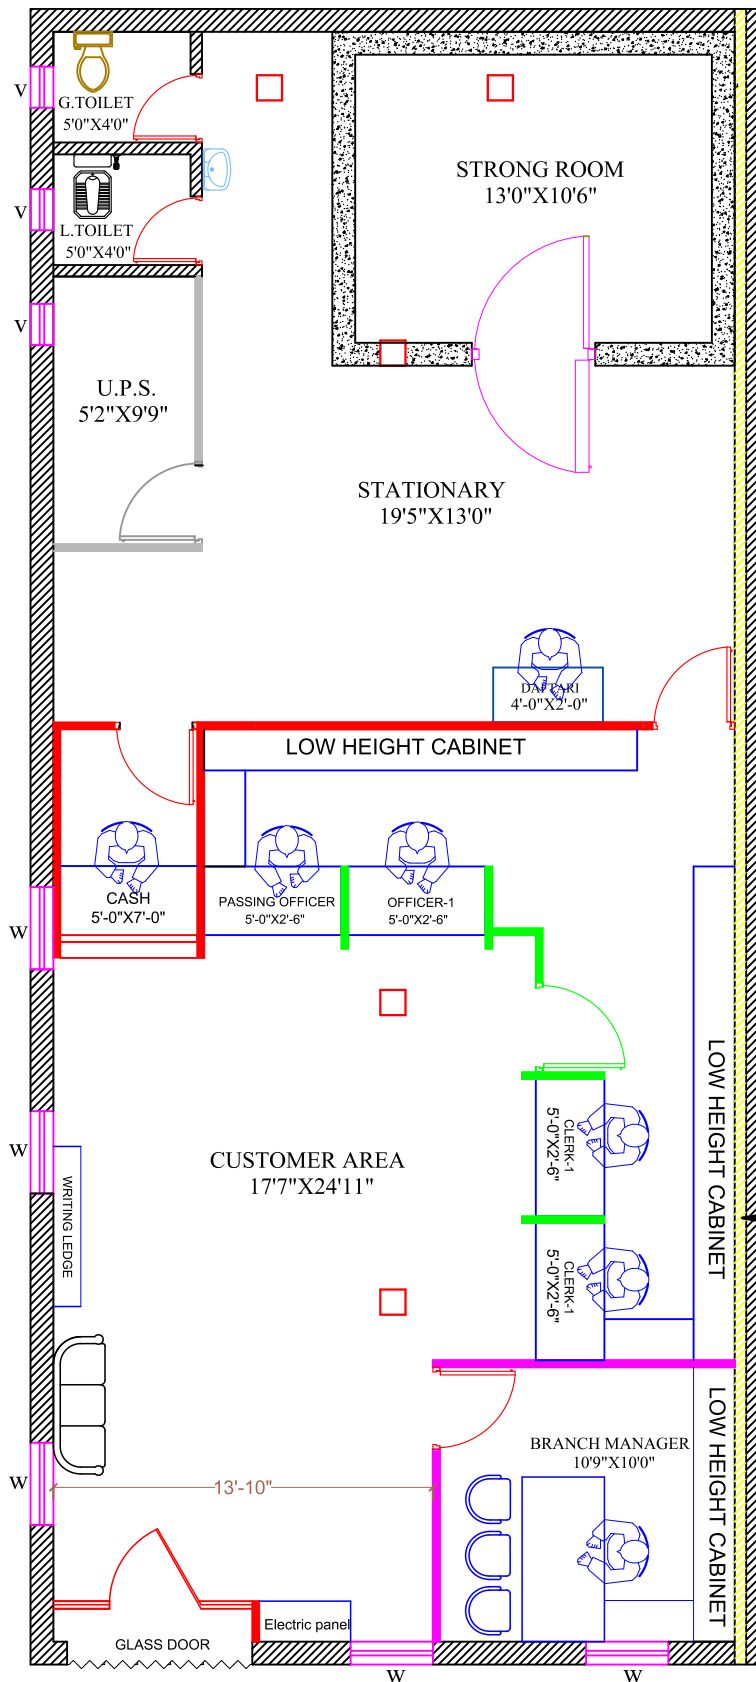 V
G.TOILET
5'0"X4'0"
STRONG ROOM
13'0"X10'6"
V
L.TOILET
5'0"X4'0"
V
U.P.S.
5'2"X9'9"
STATIONARY
19'5"X13'0"
DAFTARI
4'-0"X2'-0"
LOW HEIGHT CABINET
CASH
5'-0"X7'-0"
PASSING OFFICER
5'-0"X2'-6"
OFFICER-1
5'-0"X2'-6"
W
LOW HEIGHT CABINET
CLERK-1
5'-0"X2'-6"
W
CUSTOMER AREA
17'7"X24'11"
WRITING LEDGE
CLERK-1
5'-0"X2'-6"
LOW HEIGHT CABINET
BRANCH MANAGER
10'9"X10'0"
W
13'-10"
Electric panel
GLASS DOOR
W
W